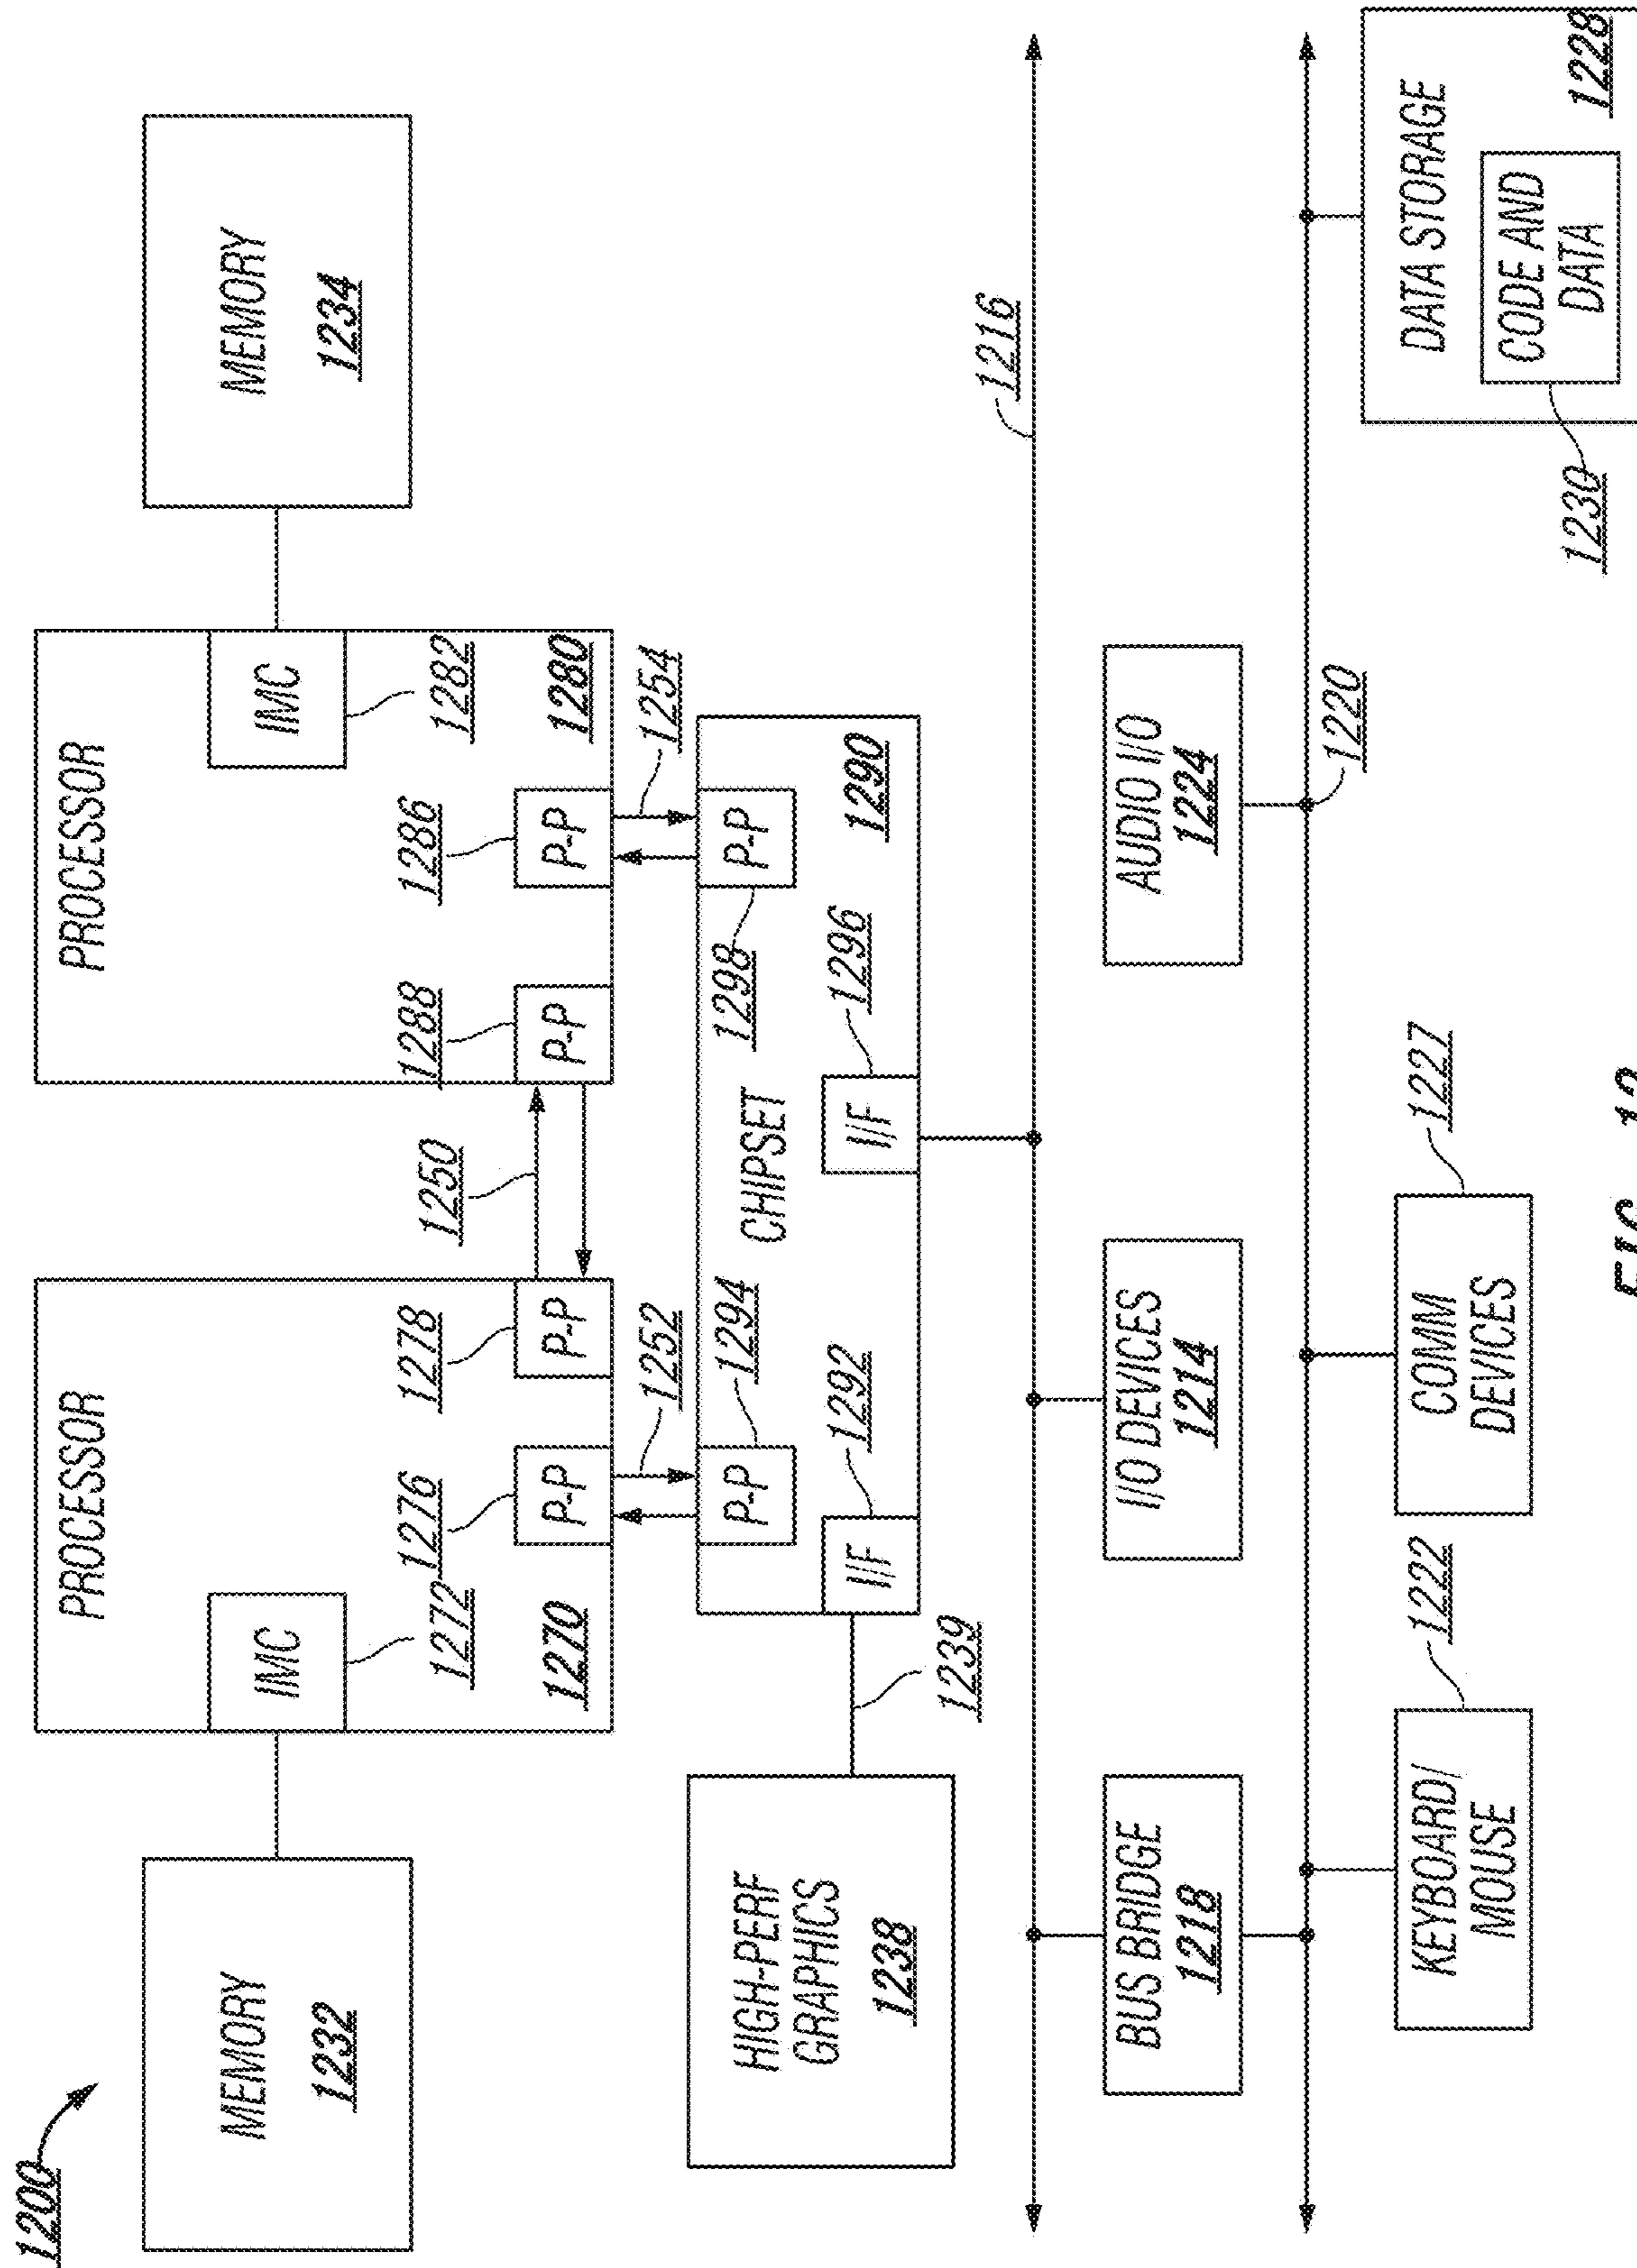 1200
PROCESSOR
PROCESSOR
MEMORY
1232
IMC
1272
1270
1276
P-P
1278
P-P
1250
1288
P-P
1286
P-P
IMC
1282
1280
MEMORY
1234
1252
1254
HIGH-PERF
GRAPHICS
1238
1239
P-P
1294
CHIPSET
1298
P-P
1290
I/F
1292
I/F
1296
1216
BUS BRIDGE
1218
I/O DEVICES
1214
AUDIO I/O
1224
1220
KEYBOARD/
MOUSE
1222
COMM
DEVICES
1227
DATA STORAGE
CODE AND
DATA
1230
1228